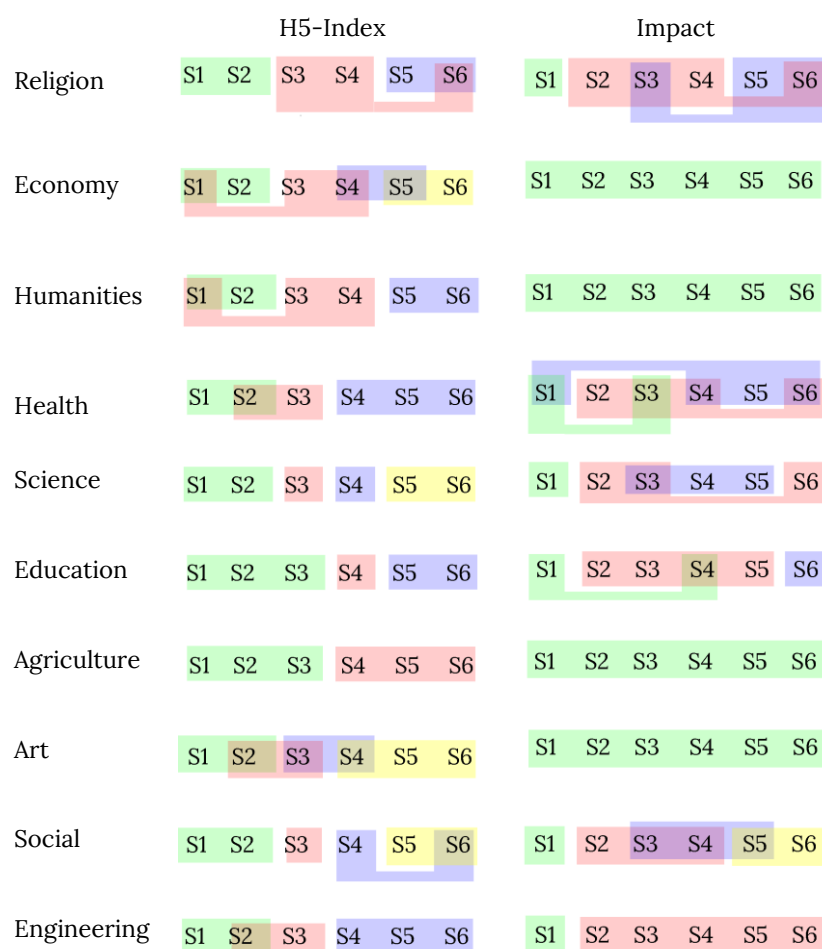 H5-Index Impact
Religion S1 S2 S3 S4 S5 S6 S1 S2 S3 S4 S5 S6
Economy S1 S2 S3 S4 S5 S6 S1 S2 S3 S4 S5 S6
Humanities S1 S2 S3 S4 S5 S6 S1 S2 S3 S4 S5 S6
Health S1 S2 S3 S4 S5 S6 S1 S2 S3 S4 S5 S6
Science S1 S2 S3 S4 S5 S6 S1 S2 S3 S4 S5 S6
Education S1 S2 S3 S4 S5 S6 S1 S2 S3 S4 S5 S6
Agriculture S1 S2 S3 S4 S5 S6 S1 S2 S3 S4 S5 S6
Art S1 S2 S3 S4 S5 S6 S1 S2 S3 S4 S5 S6
Social S1 S2 S3 S4 S5 S6 S1 S2 S3 S4 S5 S6
Engineering S1 S2 S3 S4 S5 S6 S1 S2 S3 S4 S5 S6